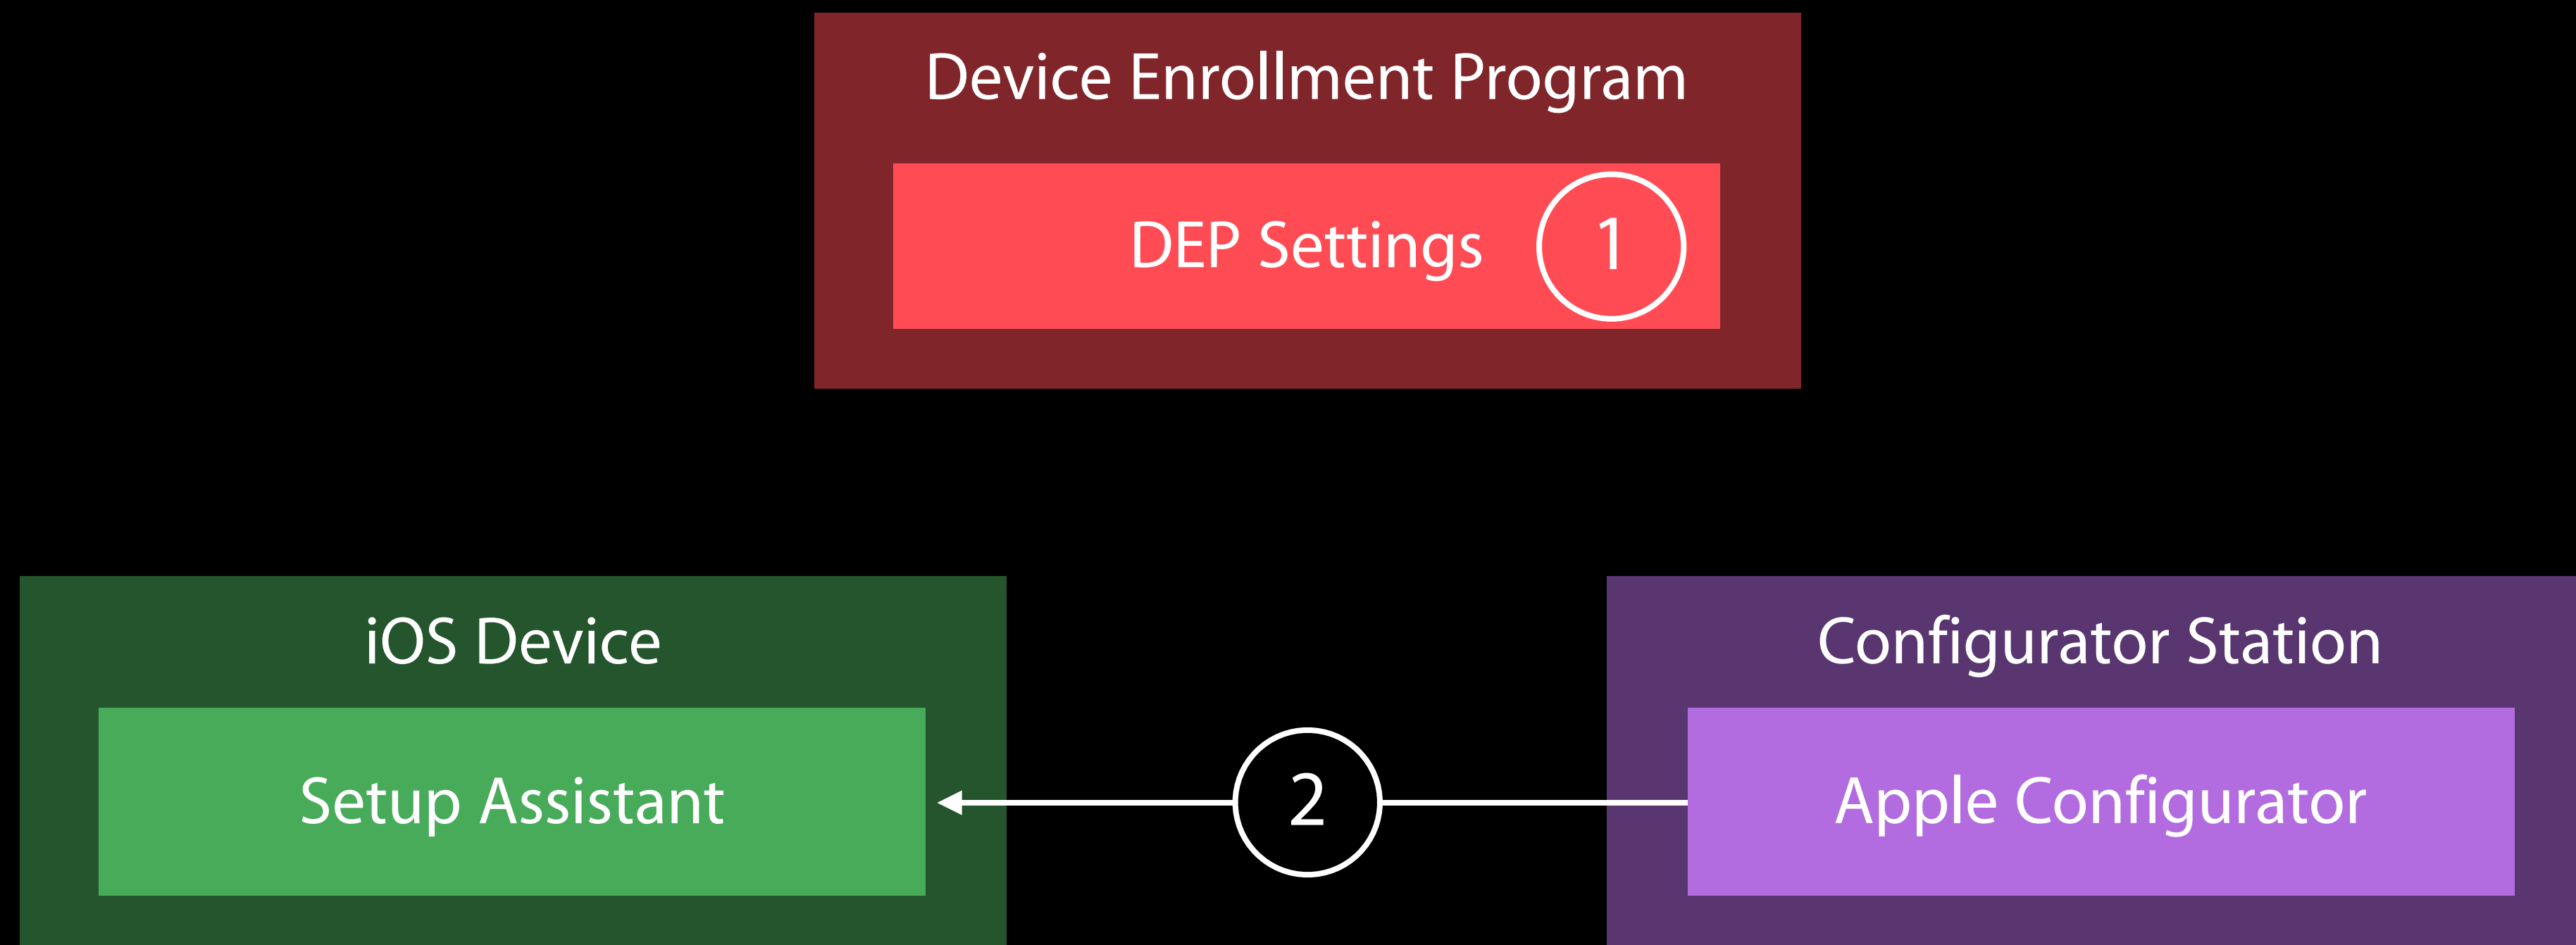 Device Enrollment Program
DEP Settings
1
iOS Device
Configurator Station
Setup Assistant
2
Apple Configurator